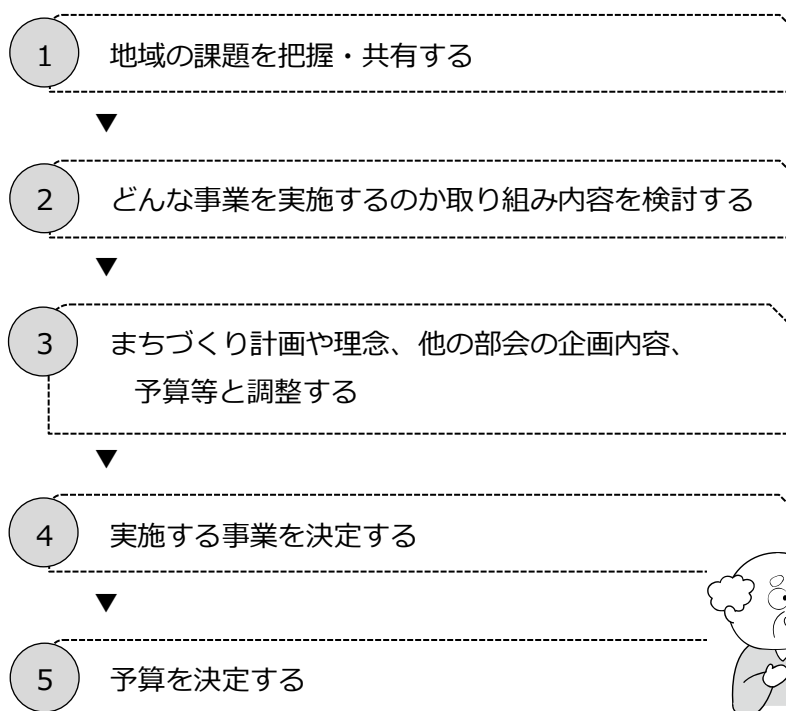 1 地域の課題を把握・共有する
▼
2 どんな事業を実施するのか取り組み内容を検討する
▼
3 まちづくり計画や理念、他の部会の企画内容、
予算等と調整する
▼
4 実施する事業を決定する
▼
5 予算を決定する